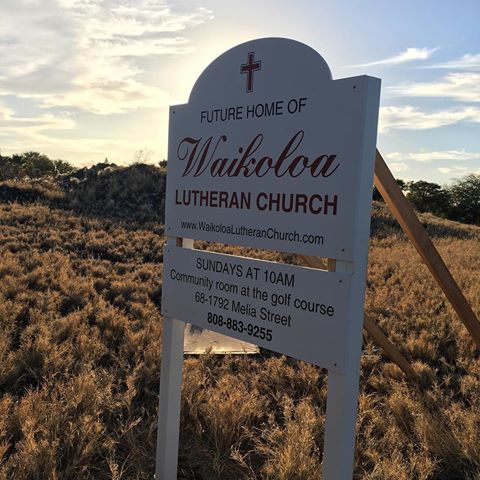 FUTURE HOME OF
Waikoloa
LUTHERAN CHURCH
www.WaikoloaLutheranChurch.com
SUNDAYS AT 10AM
Community room at the golf course
68-1792 Melia Street
808-883-9255